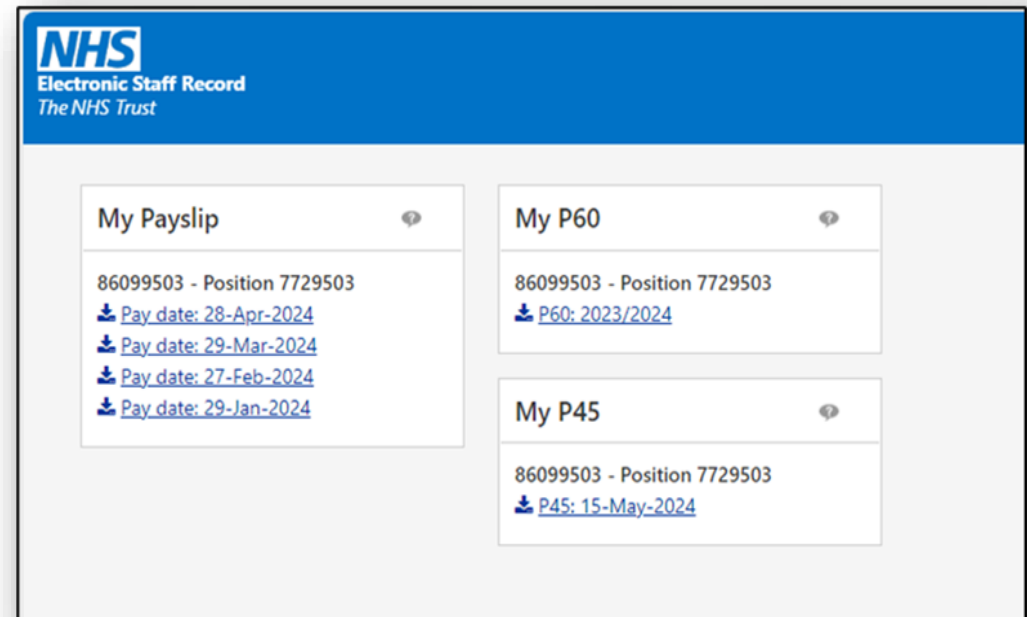 NHS
Electronic Staff Record
The NHS Trust
My Payslip
86099503 - Position 7729503
Pay date: 28-Apr-2024
Pay date: 29-Mar-2024
Pay date: 27-Feb-2024
Pay date: 29-Jan-2024
My P60
86099503 - Position 7729503
P60: 2023/2024
My P45
86099503 - Position 7729503
P45: 15-May-2024